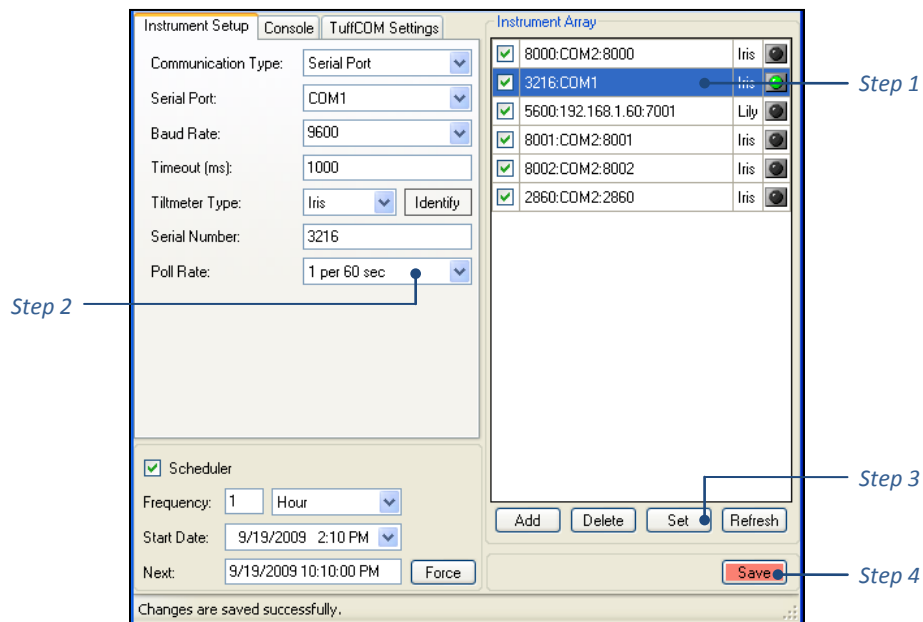 Instrument Setup Console TuffCOM Settings
Communication Type: Serial Port
Serial Port: COM1
Baud Rate: 9600
Timeout (ms): 1000
Tiltmeter Type: Iris Identify
Serial Number: 3216
Poll Rate: 1 per 60 sec
Step 2
Scheduler
Frequency: 1 Hour
Start Date: 9/19/2009 2:10 PM
Next: 9/19/2009 10:10:00 PM Force
Changes are saved successfully.
Instrument Array
8000:COM2:8000 Iris
3216:COM1 Iris
Step 1
5600:192.168.1.60:7001 Lily
8001:COM2:8001 Iris
8002:COM2:8002 Iris
2860:COM2:2860 Iris
Step 3
Add Delete Set Refresh
Save
Step 4